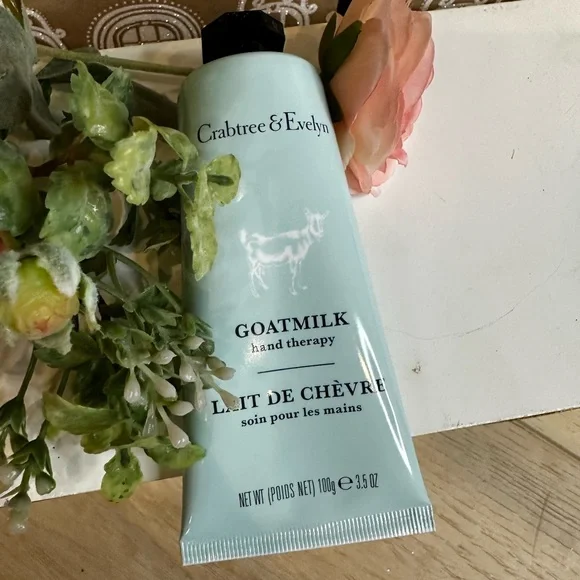 Crabtree & Evelyn
GOATMILK
hand therapy
LAIT DE CHÈVRE
soin pour les mains
NET WT (POIDS NET) 100g ℮ 3.5 OZ